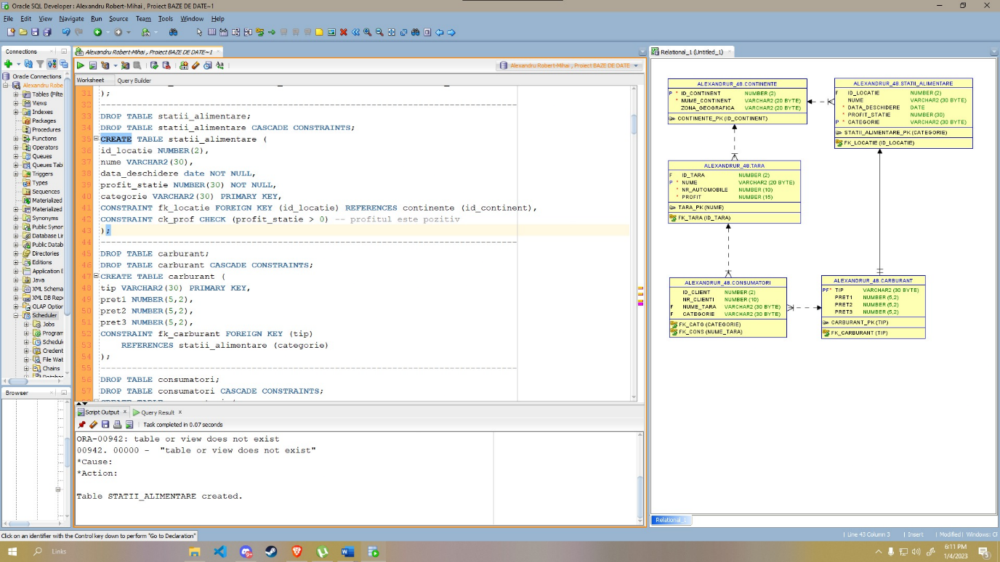 Oracle SQL Developer : Alexandru Robert-Mihai , Proiect BAZE DE DATE~1
File Edit View Navigate Run Source Team Tools Window Help
Connections
Oracle Connections
Alexandru Robe
Tables (Filte
Views
Indexes
Packages
Procedures
Functions
Operators
Queues
Queues Tab
Triggers
Types
Sequences
Materialized
Materialized
Synonyms
Public Synon
Database Lin
Public Datab
Directories
Editions
Application E
Java
XML Schema
XML DB Repo
OLAP Option
Scheduler
Jobs
Program
Schedul
Credent
File Wat
Chains
Browser
Alexandru Robert-Mihai , Proiect BAZE DE DATE~1
Alexandru Robert-Mihai , Proiect BAZE DE DATE
Worksheet Query Builder
31 );
32 ------------------------------------------------------------------------
33 DROP TABLE statii_alimentare;
34 DROP TABLE statii_alimentare CASCADE CONSTRAINTS;
35 CREATE TABLE statii_alimentare (
36 id_locatie NUMBER(2),
37 nume VARCHAR2(30),
38 data_deschidere date NOT NULL,
39 profit_statie NUMBER(30) NOT NULL,
40 categorie VARCHAR2(30) PRIMARY KEY,
41 CONSTRAINT fk_locatie FOREIGN KEY (id_locatie) REFERENCES continente (id_continent),
42 CONSTRAINT ck_prof CHECK (profit_statie > 0) -- profitul este pozitiv
43 );
44 ------------------------------------------------------------------------
45 DROP TABLE carburant;
46 DROP TABLE carburant CASCADE CONSTRAINTS;
47 CREATE TABLE carburant (
48 tip VARCHAR2(30) PRIMARY KEY,
49 pret1 NUMBER(5,2),
50 pret2 NUMBER(5,2),
51 pret3 NUMBER(5,2),
52 CONSTRAINT fk_carburant FOREIGN KEY (tip)
53 REFERENCES statii_alimentare (categorie)
54 );
55 ------------------------------------------------------------------------
56 DROP TABLE consumatori;
57 DROP TABLE consumatori CASCADE CONSTRAINTS;
Script Output Query Result
Task completed in 0.07 seconds
ORA-00942: table or view does not exist
00942. 00000 - "table or view does not exist"
*Cause:
*Action:
Table STATII_ALIMENTARE created.
Relational_1 (Untitled_1)
ALEXANDRUR_48.CONTINENTE
P * ID_CONTINENT NUMBER (2)
* NUME_CONTINENT VARCHAR2 (20 BYTE)
ZONA_GEOGRAFICA VARCHAR2 (20 BYTE)
CONTINENTE_PK (ID_CONTINENT)
ALEXANDRUR_48.STATII_ALIMENTARE
F ID_LOCATIE NUMBER (2)
NUME VARCHAR2 (30 BYTE)
* DATA_DESCHIDERE DATE
* PROFIT_STATIE NUMBER (30)
P * CATEGORIE VARCHAR2 (30 BYTE)
STATII_ALIMENTARE_PK (CATEGORIE)
FK_LOCATIE (ID_LOCATIE)
ALEXANDRUR_48.TARA
F ID_TARA NUMBER (2)
P * NUME VARCHAR2 (20 BYTE)
* NR_AUTOMOBILE NUMBER (10)
* PROFIT NUMBER (15)
TARA_PK (NUME)
FK_TARA (ID_TARA)
ALEXANDRUR_48.CONSUMATORI
ID_CLIENT NUMBER (2)
NR_CLIENTI NUMBER (10)
F NUME_TARA VARCHAR2 (30 BYTE)
F CATEGORIE VARCHAR2 (30 BYTE)
FK_CATG (CATEGORIE)
FK_CONS (NUME_TARA)
ALEXANDRUR_48.CARBURANT
PF* TIP VARCHAR2 (30 BYTE)
PRET1 NUMBER (5,2)
PRET2 NUMBER (5,2)
PRET3 NUMBER (5,2)
CARBURANT_PK (TIP)
FK_CARBURANT (TIP)
Relational_1
Click on an identifier with the Control key down to perform "Go to Declaration"
Line 43 Column 3 Insert Modified Windows: CI
Links
6:11 PM
1/4/2023
5